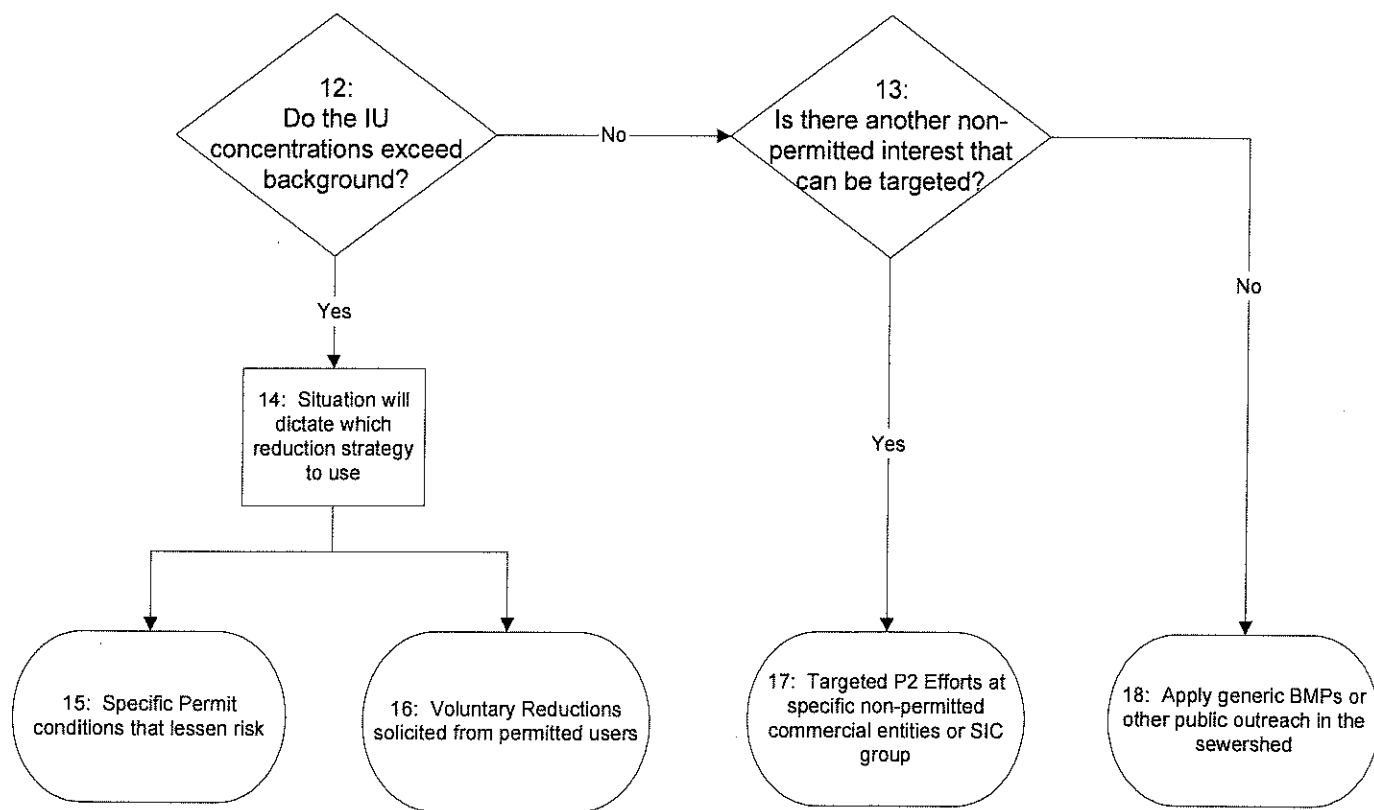 12:
Do the IU
concentrations exceed
background?
No
13:
Is there another non-
permitted interest that
can be targeted?
Yes
No
14: Situation will
dictate which
reduction strategy
to use
Yes
15: Specific Permit
conditions that lessen risk
16: Voluntary Reductions
solicited from permitted users
17: Targeted P2 Efforts at
specific non-permitted
commercial entities or SIC
group
18: Apply generic BMPs or
other public outreach in the
sewershed